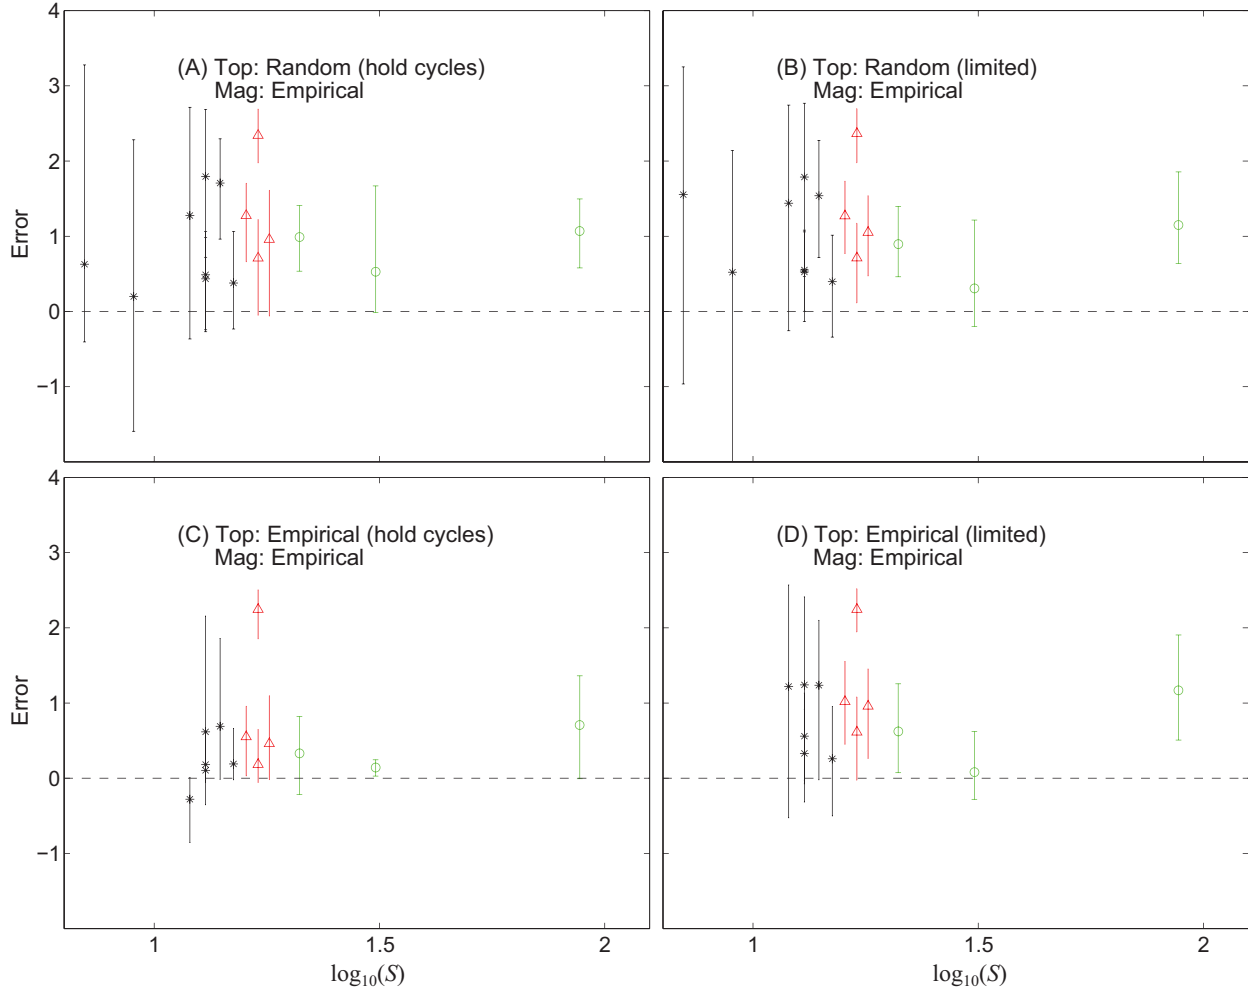 4
3
2
1
0
−1
Error
(A) Top: Random (hold cycles)
Mag: Empirical
(B) Top: Random (limited)
Mag: Empirical
4
3
2
1
0
−1
Error
(C) Top: Empirical (hold cycles)
Mag: Empirical
(D) Top: Empirical (limited)
Mag: Empirical
1
1.5
2
log10(S)
1
1.5
2
log10(S)